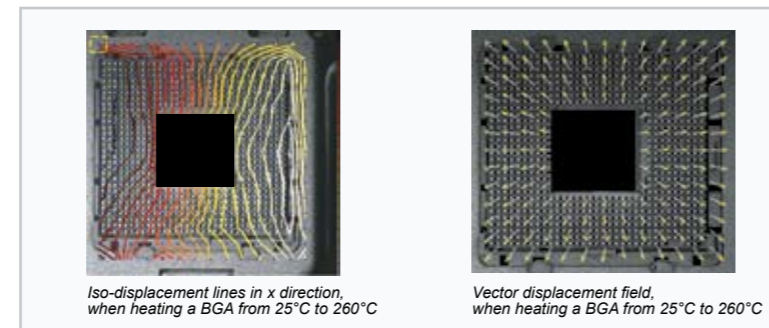 Iso-displacement lines in x direction,
when heating a BGA from 25°C to 260°C
Vector displacement field,
when heating a BGA from 25°C to 260°C